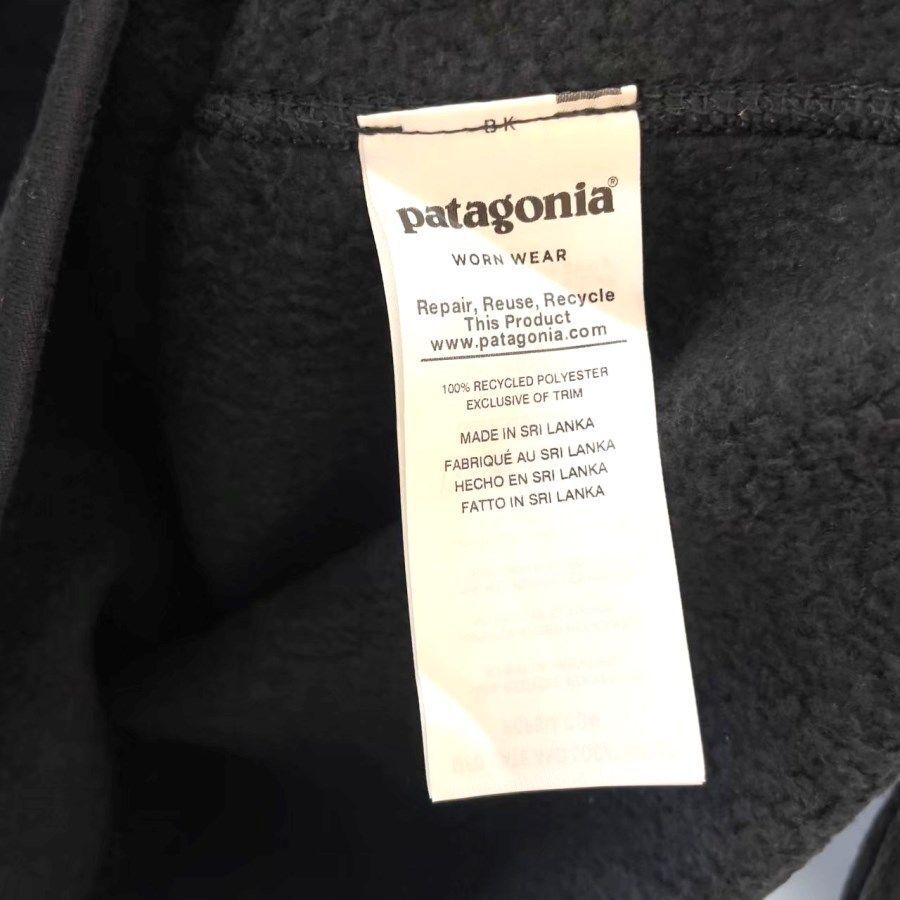 BK
patagonia®
WORN WEAR
Repair, Reuse, Recycle
This Product
www.patagonia.com
100% RECYCLED POLYESTER
EXCLUSIVE OF TRIM
MADE IN SRI LANKA
FABRIQUÉ AU SRI LANKA
HECHO EN SRI LANKA
FATTO IN SRI LANKA